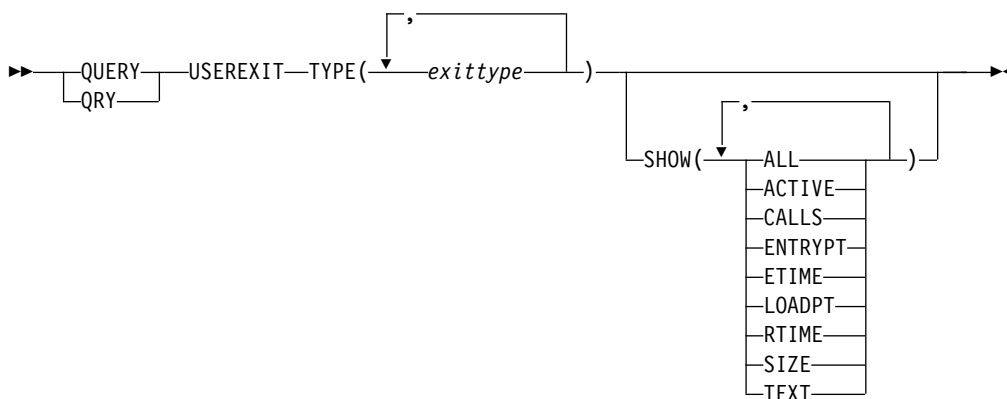 ,
QUERY USEREXIT TYPE( exittype )
QRY
,
SHOW( ALL )
ACTIVE
CALLS
ENTRYPT
ETIME
LOADPT
RTIME
SIZE
TEXT